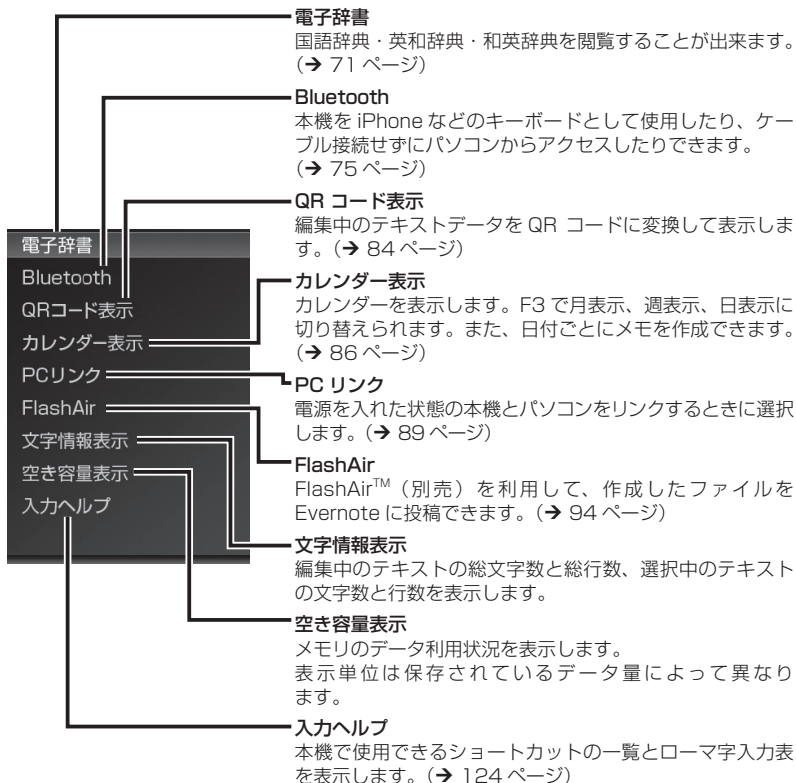 電子辞書
国語辞典・英和辞典・和英辞典を閲覧することが出来ます。
(→ 71 ページ)
Bluetooth
本機を iPhone などのキーボードとして使用したり、ケー
ブル接続せずにパソコンからアクセスしたりできます。
(→ 75 ページ)
QR コード表示
編集中のテキストデータを QR コードに変換して表示しま
す。(→ 84 ページ)
カレンダー表示
カレンダーを表示します。F3 で月表示、週表示、日表示に
切り替えられます。また、日付ごとにメモを作成できます。
(→ 86 ページ)
PC リンク
電源を入れた状態の本機とパソコンをリンクするときに選択
します。(→ 89 ページ)
FlashAir
FlashAir™(別売)を利用して、作成したファイルを
Evernote に投稿できます。(→ 94 ページ)
文字情報表示
編集中のテキストの総文字数と総行数、選択中のテキスト
の文字数と行数を表示します。
空き容量表示
メモリのデータ利用状況を表示します。
表示単位は保存されているデータ量によって異なり
ます。
入力ヘルプ
本機で使用できるショートカットの一覧とローマ字入力表
を表示します。(→ 124 ページ)
電子辞書
Bluetooth
QRコード表示
カレンダー表示
PCリンク
FlashAir
文字情報表示
空き容量表示
入力ヘルプ